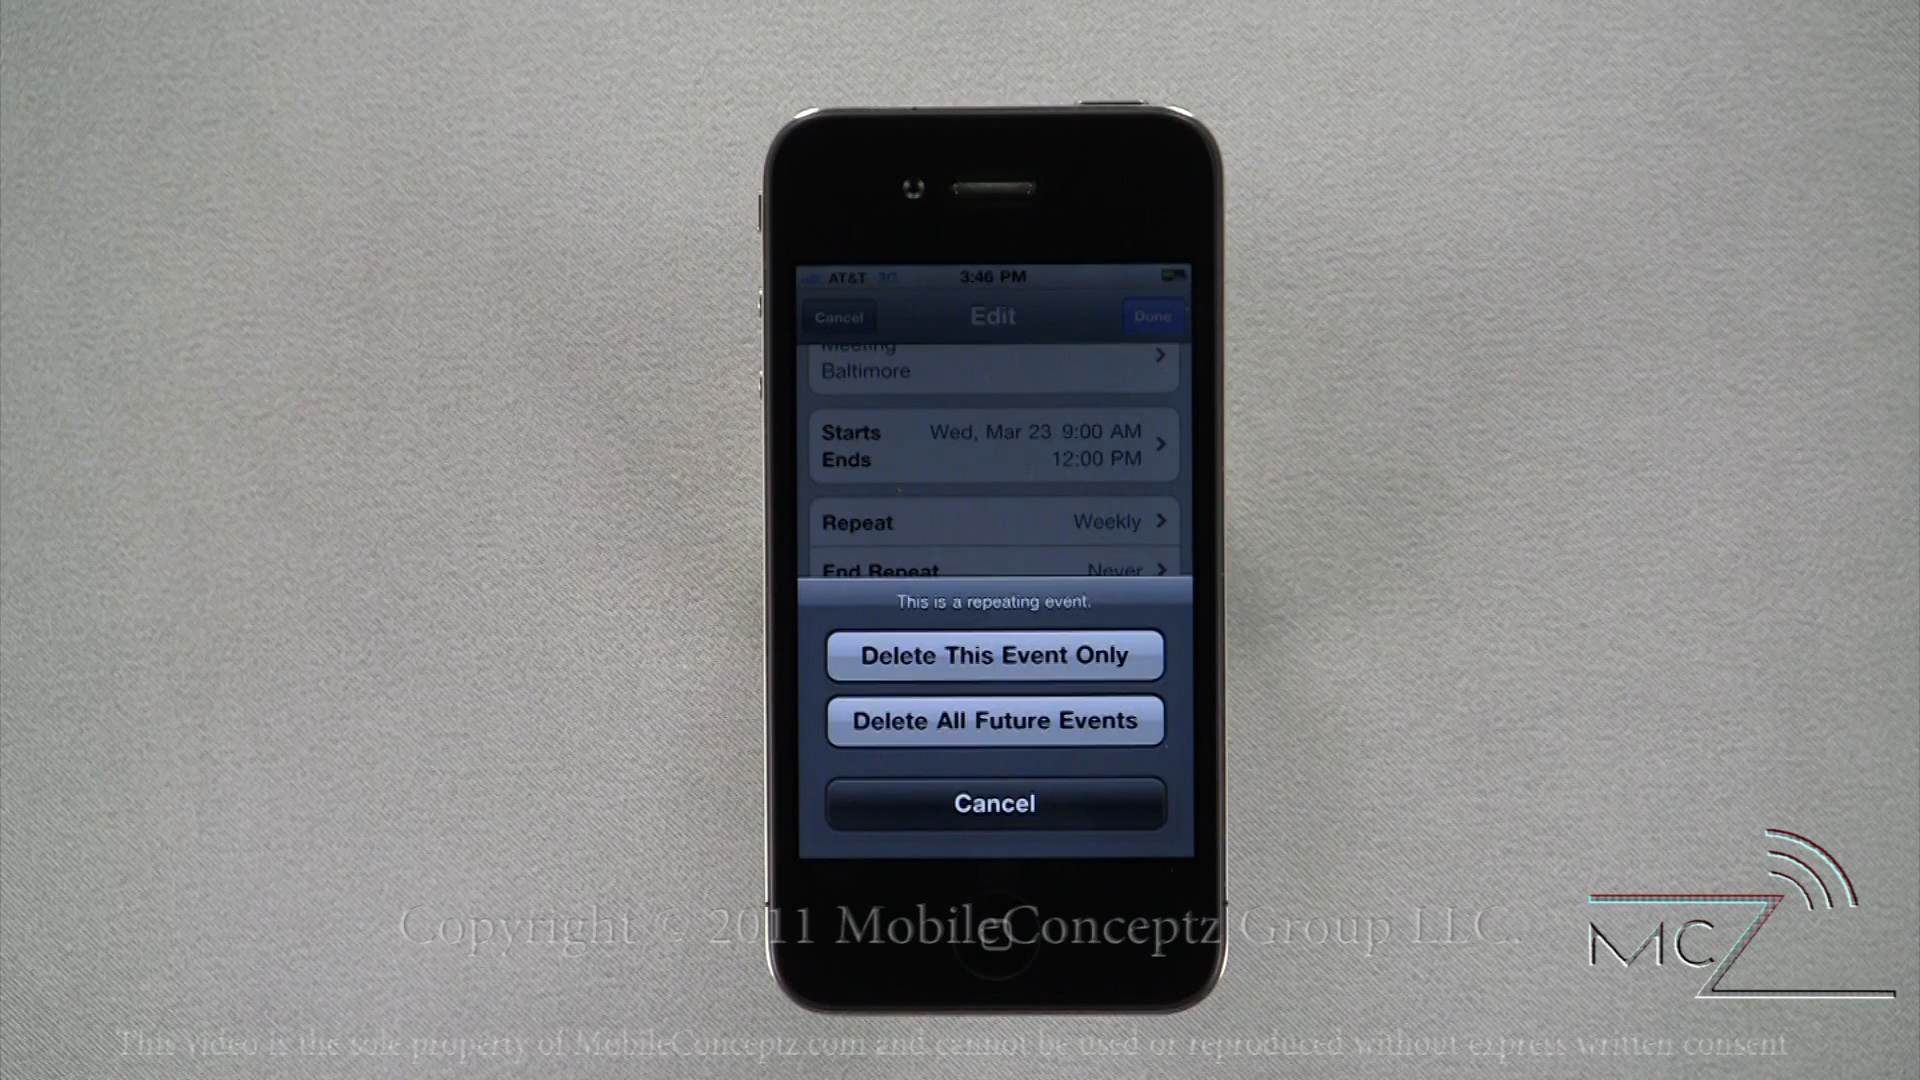 AT&T 3G 3:46 PM
Cancel Edit Done
Meeting
Baltimore
Starts Wed, Mar 23 9:00 AM
Ends 12:00 PM
Repeat Weekly
End Repeat Never
This is a repeating event.
Delete This Event Only
Delete All Future Events
Cancel
Copyright © 2011 MobileConceptz Group LLC.
MCZ
This video is the sole property of MobileConceptz.com and cannot be used or reproduced without express written consent